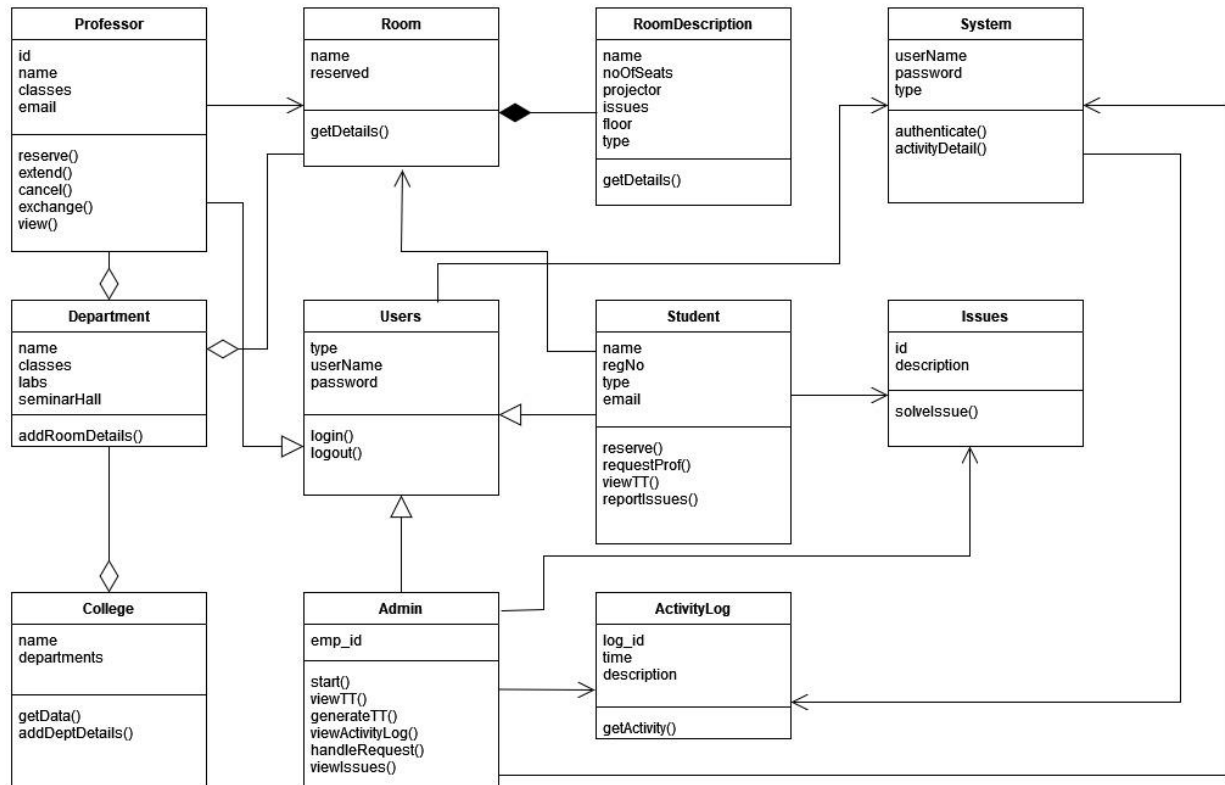 Professor
id
name
classes
email
reserve()
extend()
cancel()
exchange()
view()
Room
name
reserved
getDetails()
RoomDescription
name
noOfSeats
projector
issues
floor
type
getDetails()
System
userName
password
type
authenticate()
activityDetail()
Department
name
classes
labs
seminarHall
addRoomDetails()
Users
type
userName
password
login()
logout()
Student
name
regNo
type
email
reserve()
requestProf()
viewTT()
reportIssues()
Issues
id
description
solveIssue()
College
name
departments
getData()
addDeptDetails()
Admin
emp_id
start()
viewTT()
generateTT()
viewActivityLog()
handleRequest()
viewIssues()
ActivityLog
log_id
time
description
getActivity()